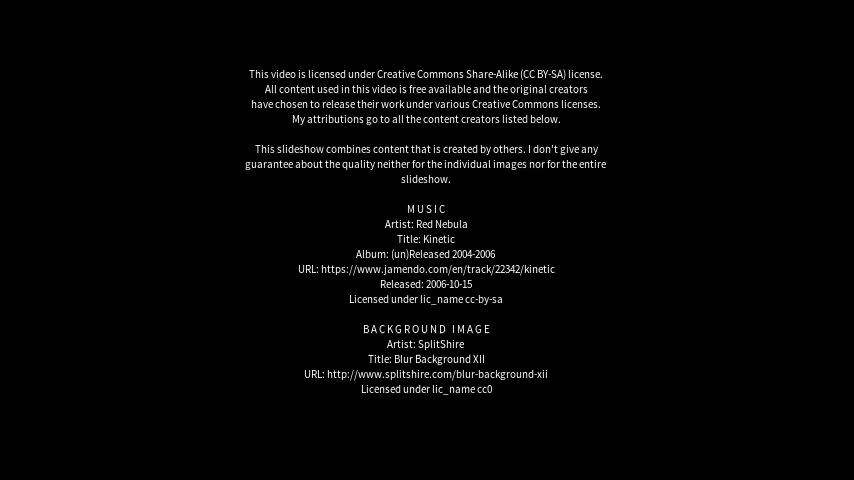 This video is licensed under Creative Commons Share-Alike (CC BY-SA) license.
All content used in this video is free available and the original creators
have chosen to release their work under various Creative Commons licenses.
My attributions go to all the content creators listed below.
This slideshow combines content that is created by others. I don't give any
guarantee about the quality neither for the individual images nor for the entire
slideshow.
MUSIC
Artist: Red Nebula
Title: Kinetic
Album: (un)Released 2004-2006
URL: https://www.jamendo.com/en/track/22342/kinetic
Released: 2006-10-15
Licensed under lic_name cc-by-sa
BACKGROUND IMAGE
Artist: SplitShire
Title: Blur Background XII
URL: http://www.splitshire.com/blur-background-xii
Licensed under lic_name cc0